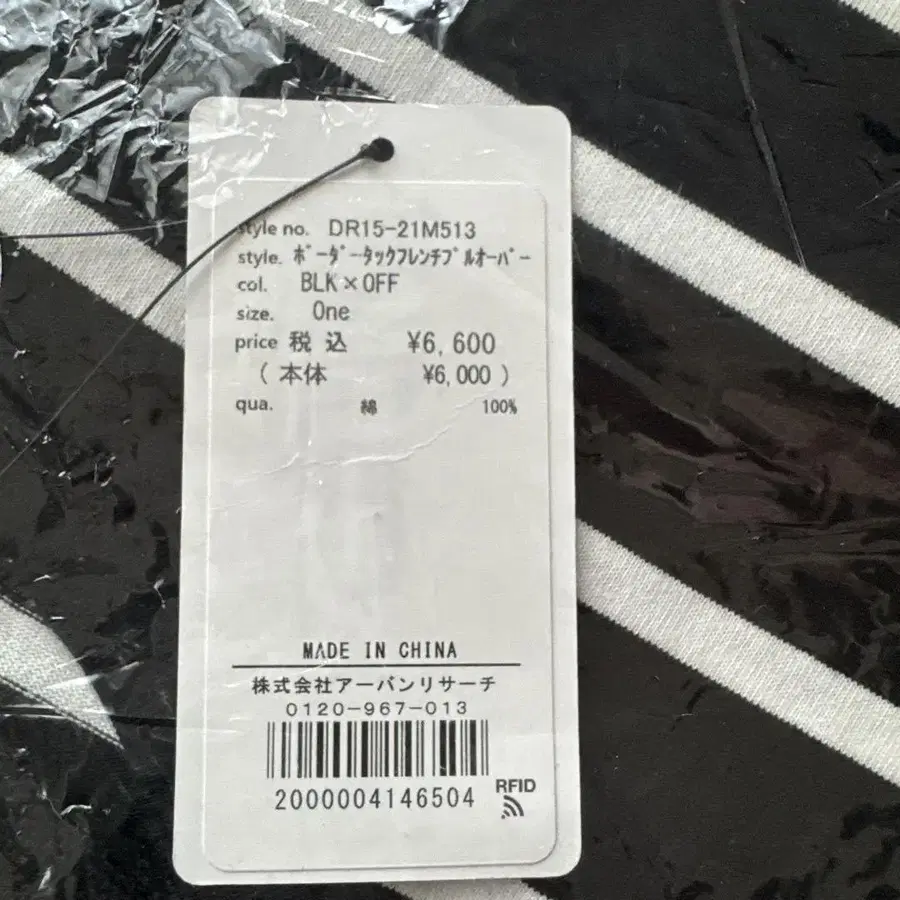 style no. DR15-21M513
style. ﾎﾞｰﾀﾞｰﾀｯｸﾌﾚﾝﾁﾌﾟﾙｵｰﾊﾞｰ
col. BLK×OFF
size. One
price 税込 ¥6,600
(本体 ¥6,000)
qua. 綿 100%
MADE IN CHINA
株式会社アーバンリサーチ
0120-967-013
2000004146504
RFID